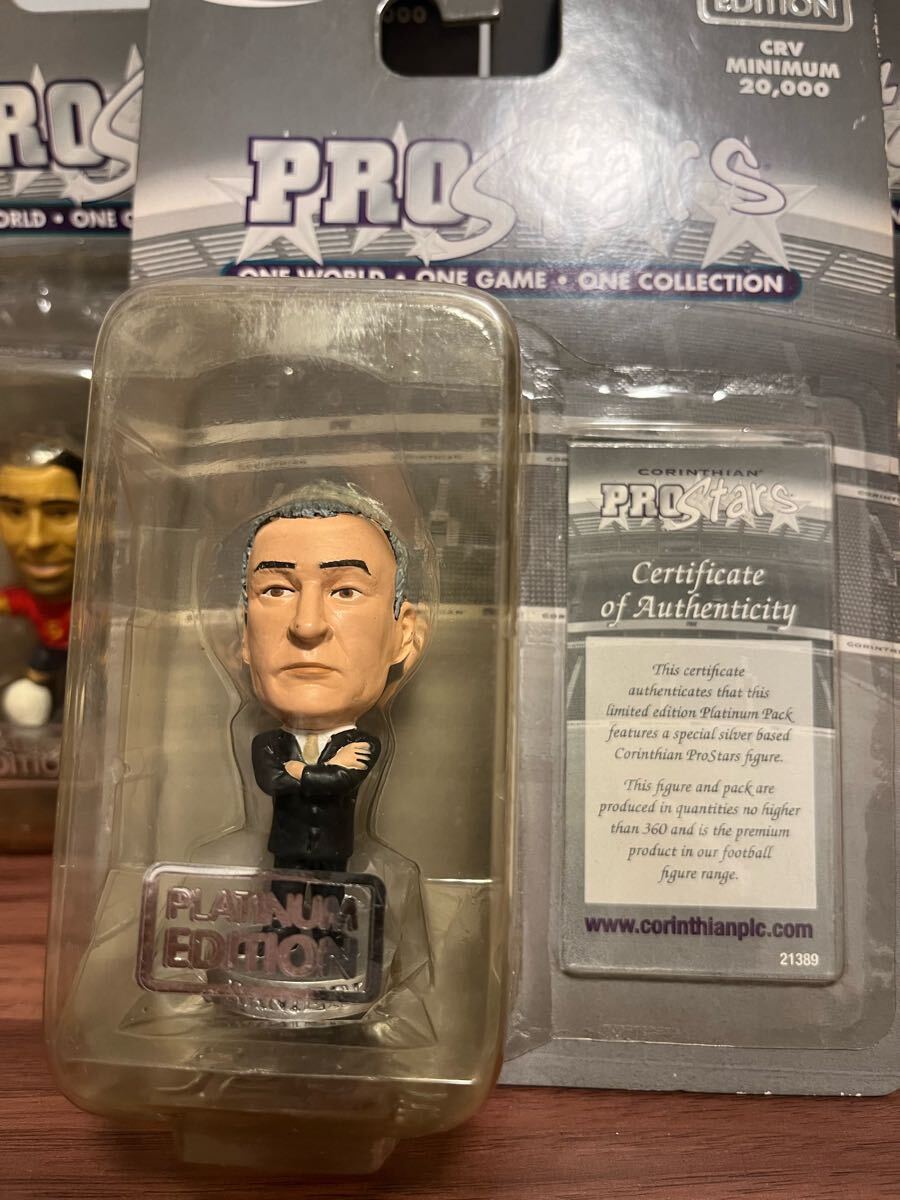 EDITION
CRV
MINIMUM
20,000
PROStars
ONE WORLD • ONE GAME • ONE COLLECTION
PROS
ORLD • ONE C
CORINTHIAN
PROStars
Certificate
of Authenticity
This certificate
authenticates that this
limited edition Platinum Pack
features a special silver based
Corinthian ProStars figure.
This figure and pack are
produced in quantities no higher
than 360 and is the premium
product in our football
figure range.
www.corinthianplc.com
21389
PLATINUM
EDITION